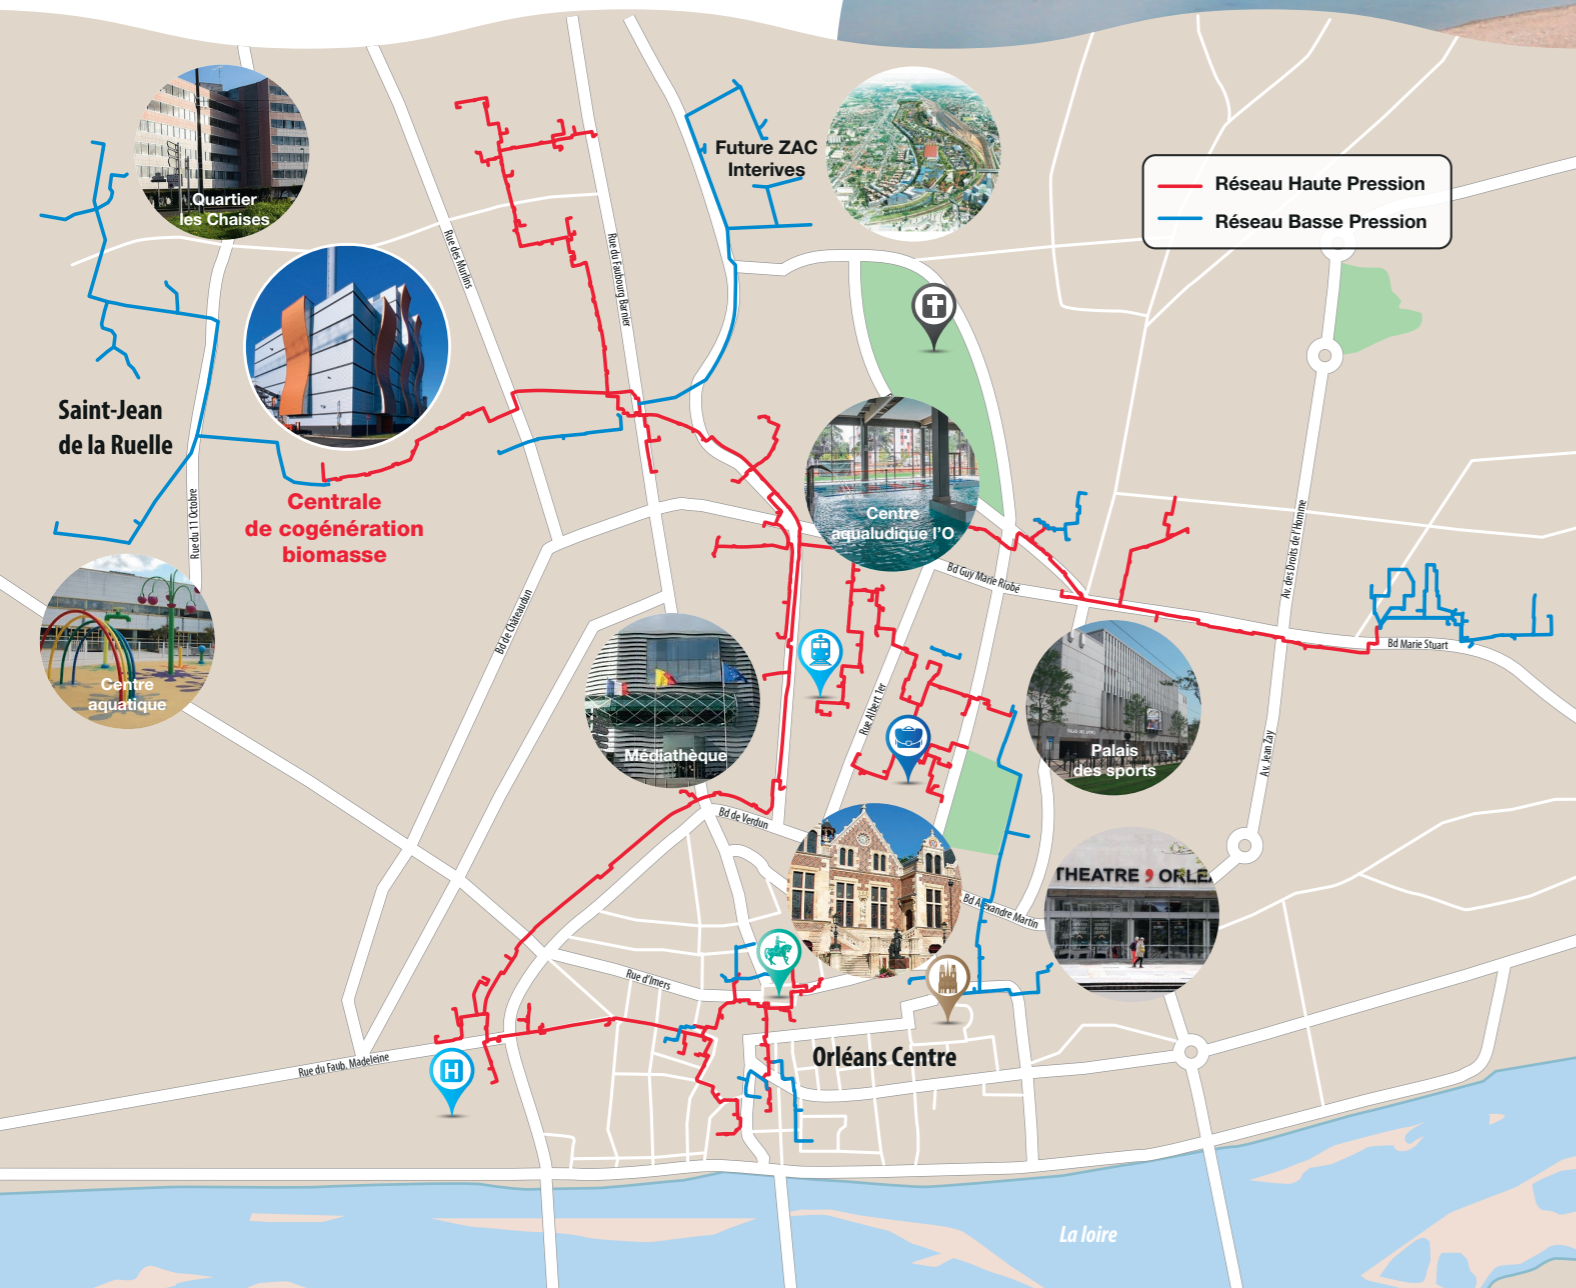 Quartier
les Chaises
Future ZAC
Interives
Réseau Haute Pression
Réseau Basse Pression
Rue des Murlins
Rue du Faubourg Banier
Saint-Jean
de la Ruelle
Centrale
de cogénération
biomasse
Rue du 11 Octobre
Centre
aqualudique l'O
Bd Guy Marie Riobé
Av. des Droits de l'Homme
Bd de Châteaudun
Bd Marie Stuart
Centre
aquatique
Médiathèque
Rue Albert 1er
Palais
des sports
Av. Jean Zay
Bd de Verdun
THEATRE D'ORLÉ
Bd Alexandre Martin
Rue d'Imers
H
Rue du Faub. Madeleine
Orléans Centre
La loire